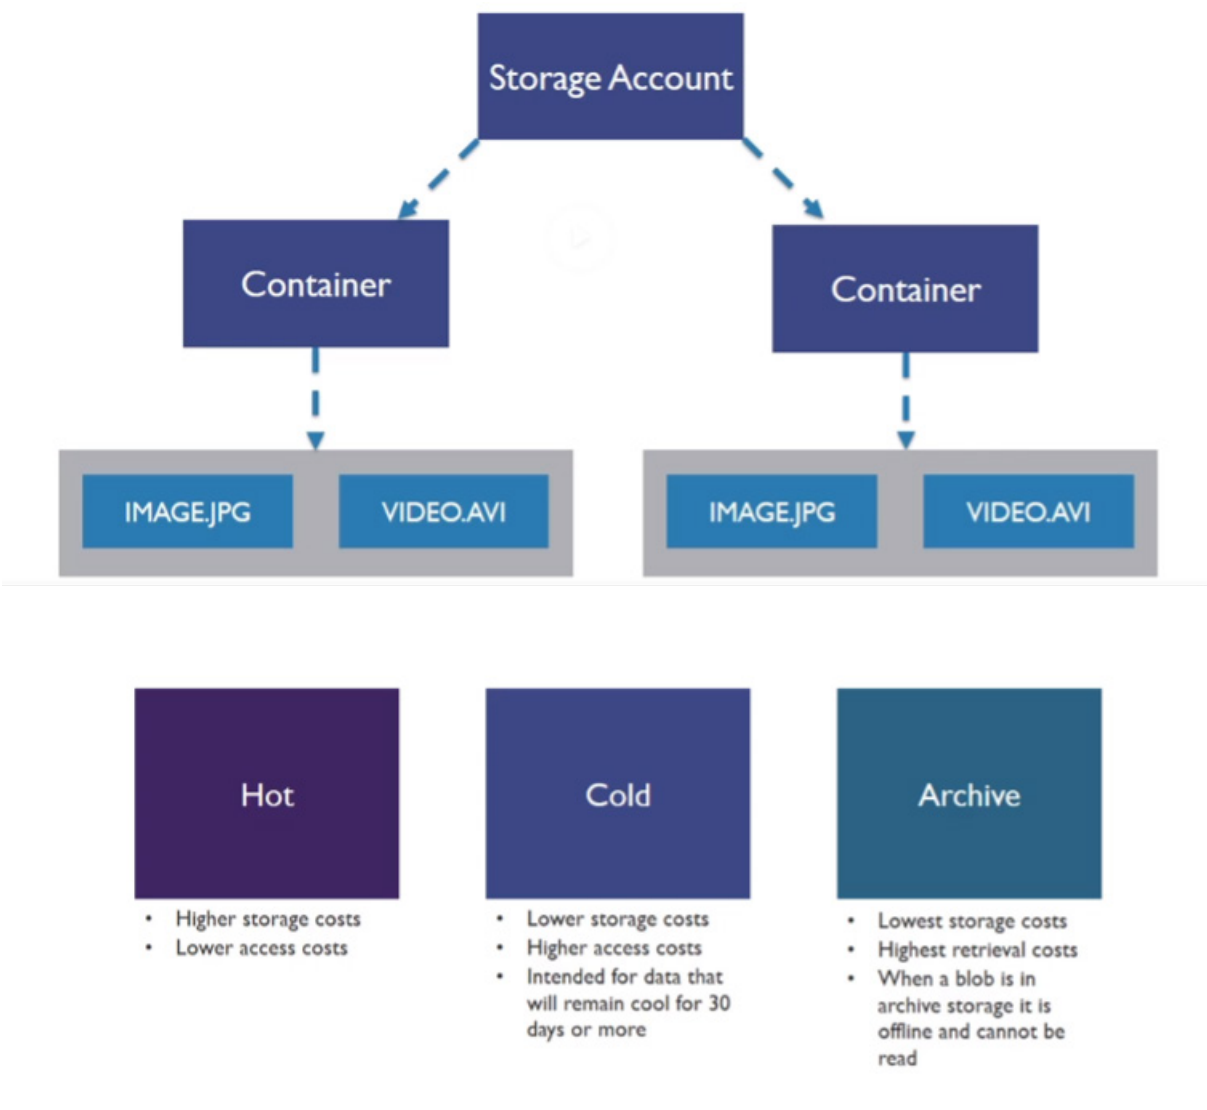 Storage Account
Container
Container
IMAGE.JPG
VIDEO.AVI
IMAGE.JPG
VIDEO.AVI
Hot
Cold
Archive
• Higher storage costs
• Lower access costs
• Lower storage costs
• Higher access costs
• Intended for data that
will remain cool for 30
days or more
• Lowest storage costs
• Highest retrieval costs
• When a blob is in
archive storage it is
offline and cannot be
read